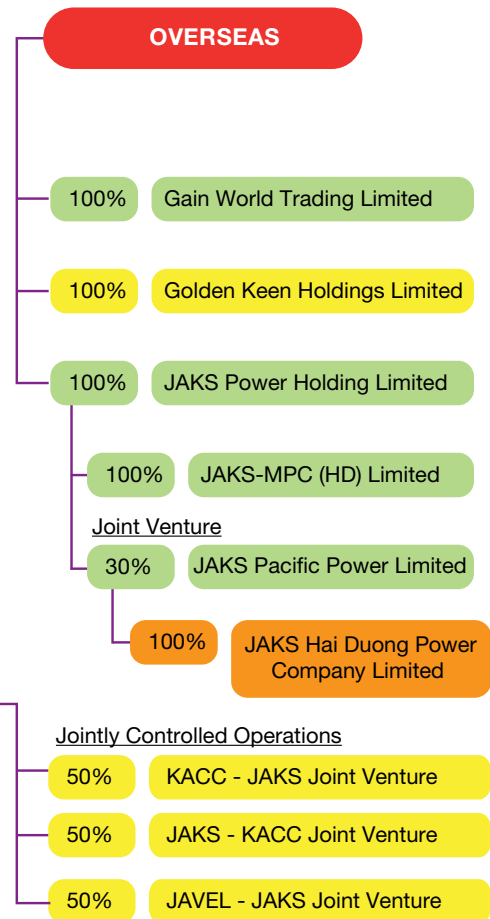 OVERSEAS
100% Gain World Trading Limited
100% Golden Keen Holdings Limited
100% JAKS Power Holding Limited
100% JAKS-MPC (HD) Limited
Joint Venture
30% JAKS Pacific Power Limited
100% JAKS Hai Duong Power
Company Limited
Jointly Controlled Operations
50% KACC - JAKS Joint Venture
50% JAKS - KACC Joint Venture
50% JAVEL - JAKS Joint Venture